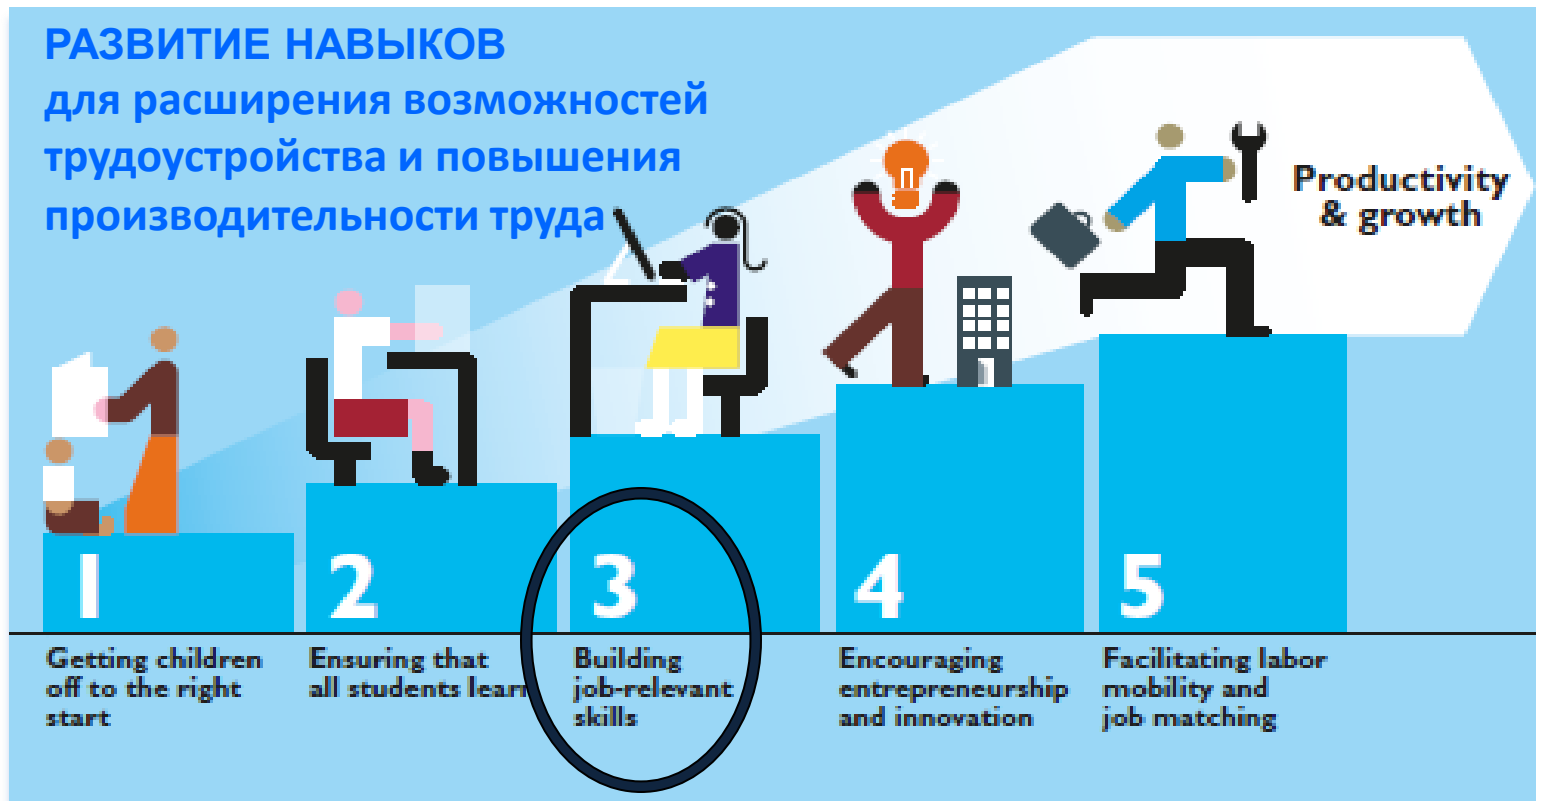 РАЗВИТИЕ НАВЫКОВ
для расширения возможностей
трудоустройства и повышения
производительности труда
Productivity
& growth
1
2
3
4
5
Getting children
off to the right
start
Ensuring that
all students learn
Building
job-relevant
skills
Encouraging
entrepreneurship
and innovation
Facilitating labor
mobility and
job matching